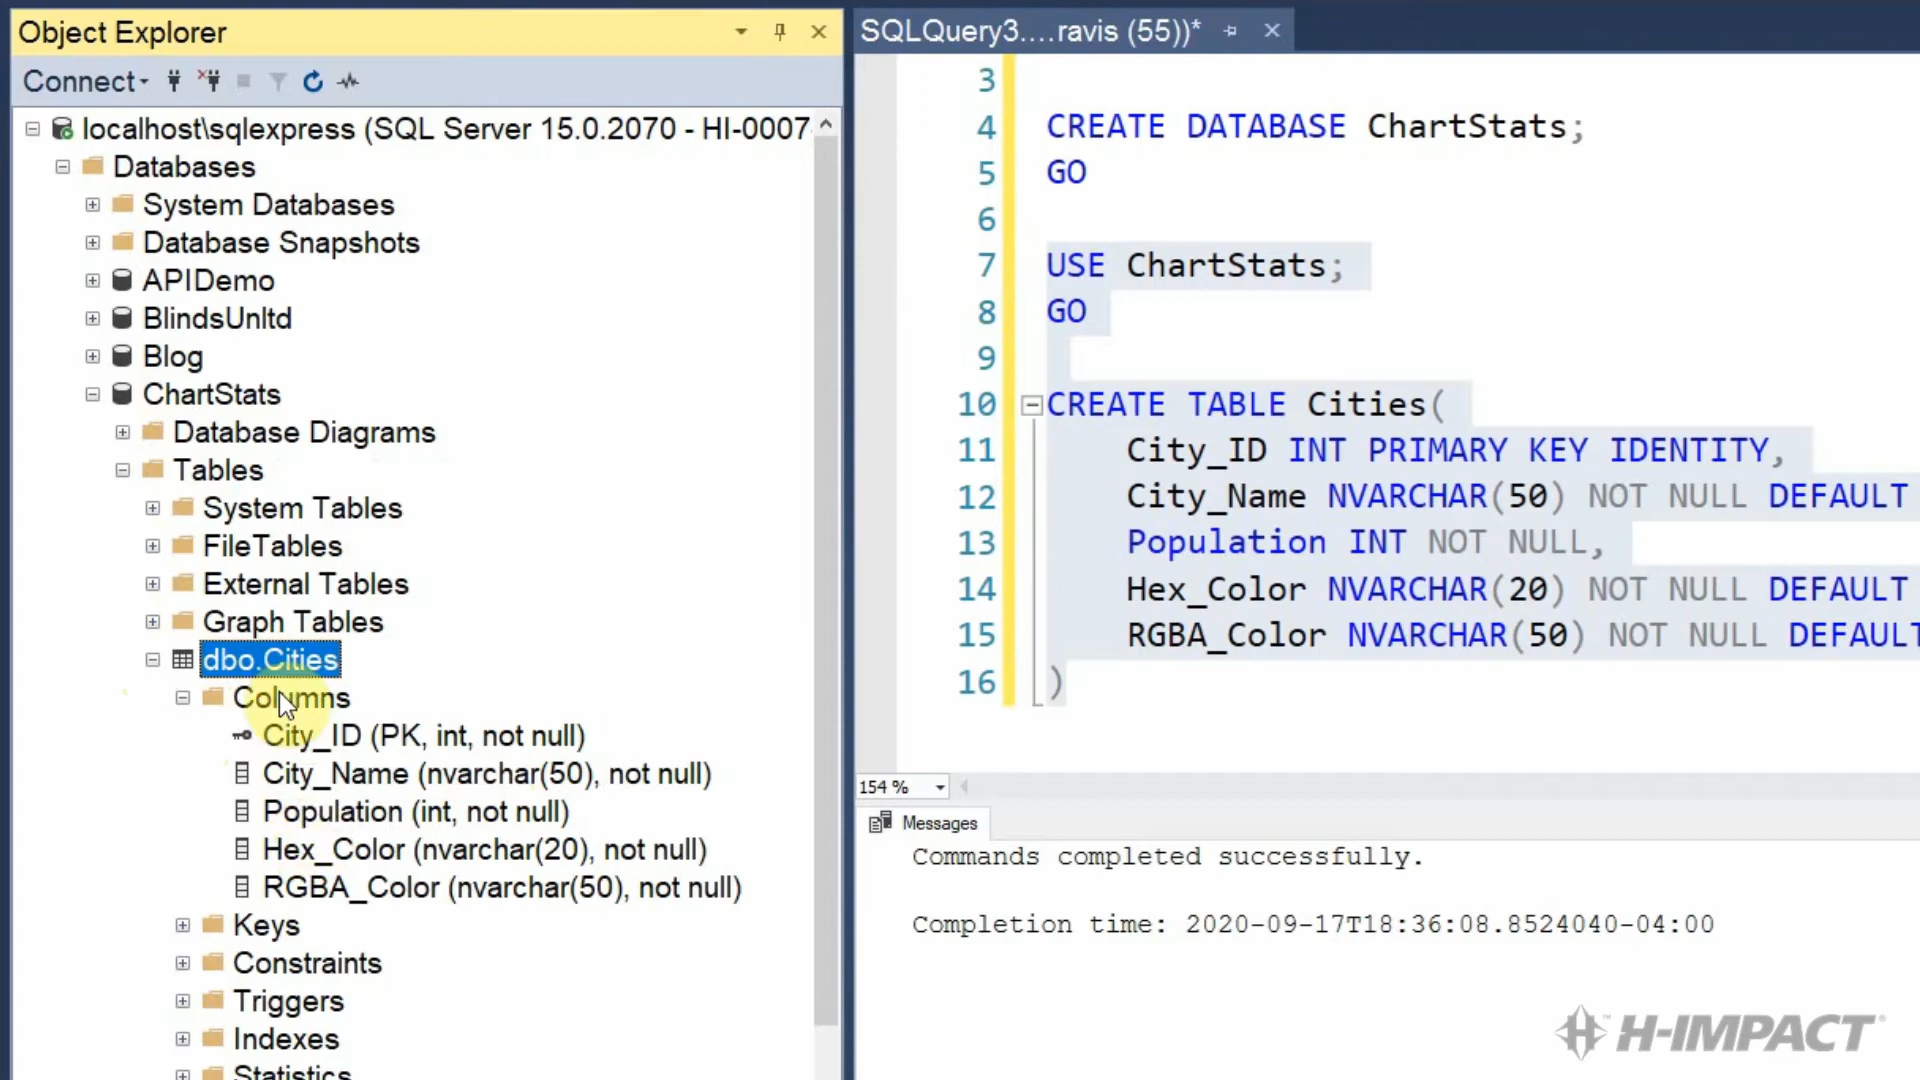 Object Explorer
Connect
localhost\sqlexpress (SQL Server 15.0.2070 - HI-0007
Databases
System Databases
Database Snapshots
APIDemo
BlindsUnltd
Blog
ChartStats
Database Diagrams
Tables
System Tables
FileTables
External Tables
Graph Tables
dbo.Cities
Columns
City_ID (PK, int, not null)
City_Name (nvarchar(50), not null)
Population (int, not null)
Hex_Color (nvarchar(20), not null)
RGBA_Color (nvarchar(50), not null)
Keys
Constraints
Triggers
Indexes
Statistics
SQLQuery3....ravis (55))*
3
4 CREATE DATABASE ChartStats;
5 GO
6
7 USE ChartStats;
8 GO
9
10 CREATE TABLE Cities(
11 City_ID INT PRIMARY KEY IDENTITY,
12 City_Name NVARCHAR(50) NOT NULL DEFAULT
13 Population INT NOT NULL,
14 Hex_Color NVARCHAR(20) NOT NULL DEFAULT
15 RGBA_Color NVARCHAR(50) NOT NULL DEFAULT
16 )
154 %
Messages
Commands completed successfully.
Completion time: 2020-09-17T18:36:08.8524040-04:00
H-IMPACT